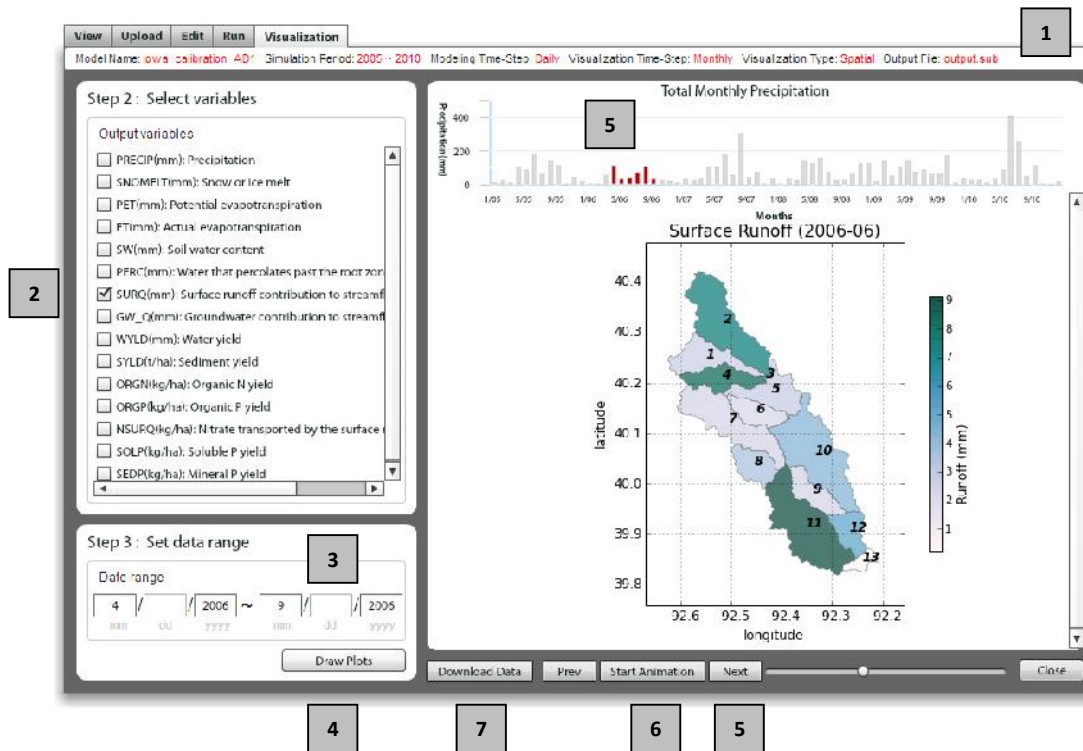 1
View Upload Edit Run Visualization
Model Name: Iowa_calibration_AD1 Simulation Period: 2005 ~ 2010 Modeling Time-Step: Daily Visualization Time-Step: Monthly Visualization Type: Spatial Output File: output.sub
Step 2 : Select variables
Output variables
PRECIP(mm): Precipitation
SNOMELT(mm): Snow or ice melt
PET(mm): Potential evapotranspiration
ET(mm): Actual evapotranspiration
SW(mm): Soil water content
PERC(mm): Water that percolates past the root zon
2
SURQ(mm): Surface runoff contribution to streamfl
GW_Q(mm): Groundwater contribution to streamfl
WYLD(mm): Water yield
SYLD(t/ha): Sediment yield
ORGN(kg/ha): Organic N yield
ORGP(kg/ha): Organic P yield
NSURQ(kg/ha): Nitrate transported by the surface
SOLP(kg/ha): Soluble P yield
SEDP(kg/ha): Mineral P yield
Step 3 : Set data range
3
Date range
4 / / 2006 ~ 9 / / 2006
mm dd yyyy mm dd yyyy
Draw Plots
4
Total Monthly Precipitation
5
Precipitation (mm)
400
200
0
1/05 5/05 9/05 1/06 5/06 9/06 1/07 5/07 9/07 1/08 5/08 9/08 1/09 5/09 9/09 1/10 5/10 9/10
Months
Surface Runoff (2006-06)
latitude
40.4
40.3
40.2
40.1
40.0
39.9
39.8
2
1
3
4
5
6
7
10
8
9
11
12
13
92.6 92.5 92.4 92.3 92.2
longitude
9
8
7
6
5
4
3
2
1
Runoff (mm)
Download Data Prev Start Animation Next Close
7 6 5